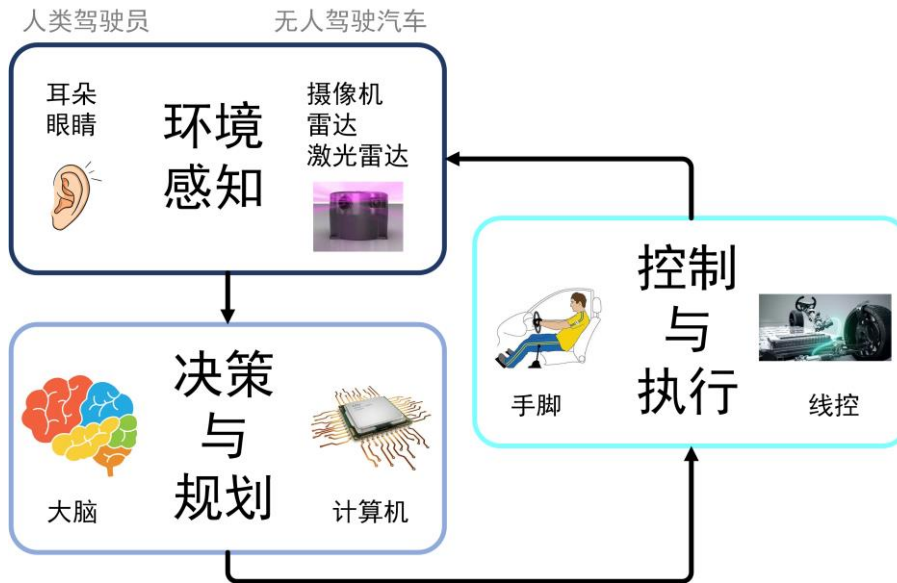 人类驾驶员
无人驾驶汽车
耳朵
眼睛
环境
感知
摄像机
雷达
激光雷达
决策
与
规划
大脑
计算机
控制
与
执行
手脚
线控